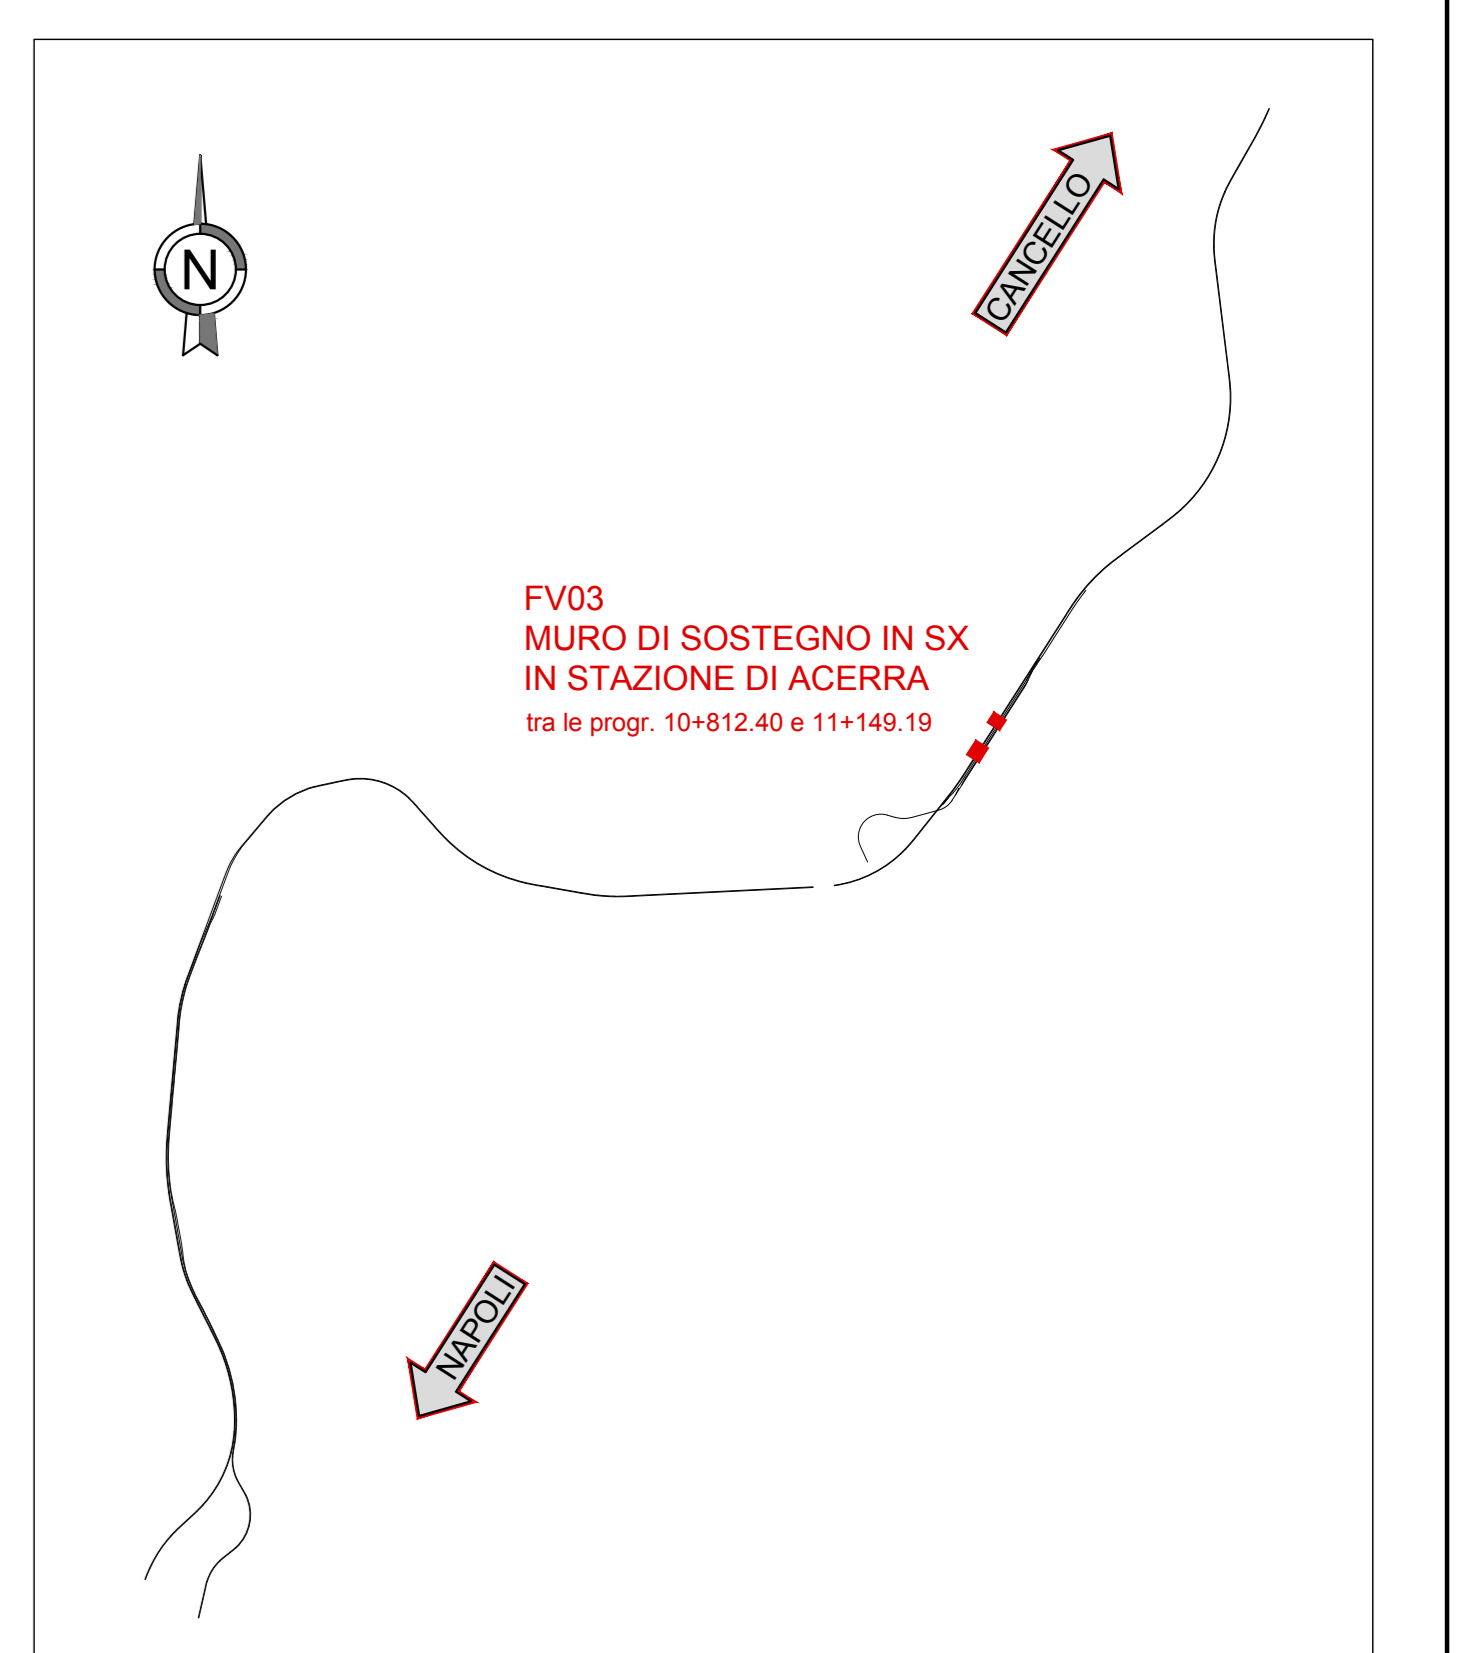 CANCELLO
N
FV03
MURO DI SOSTEGNO IN SX
IN STAZIONE DI ACERRA
tra le progr. 10+812.40 e 11+149.19
NAPOLI